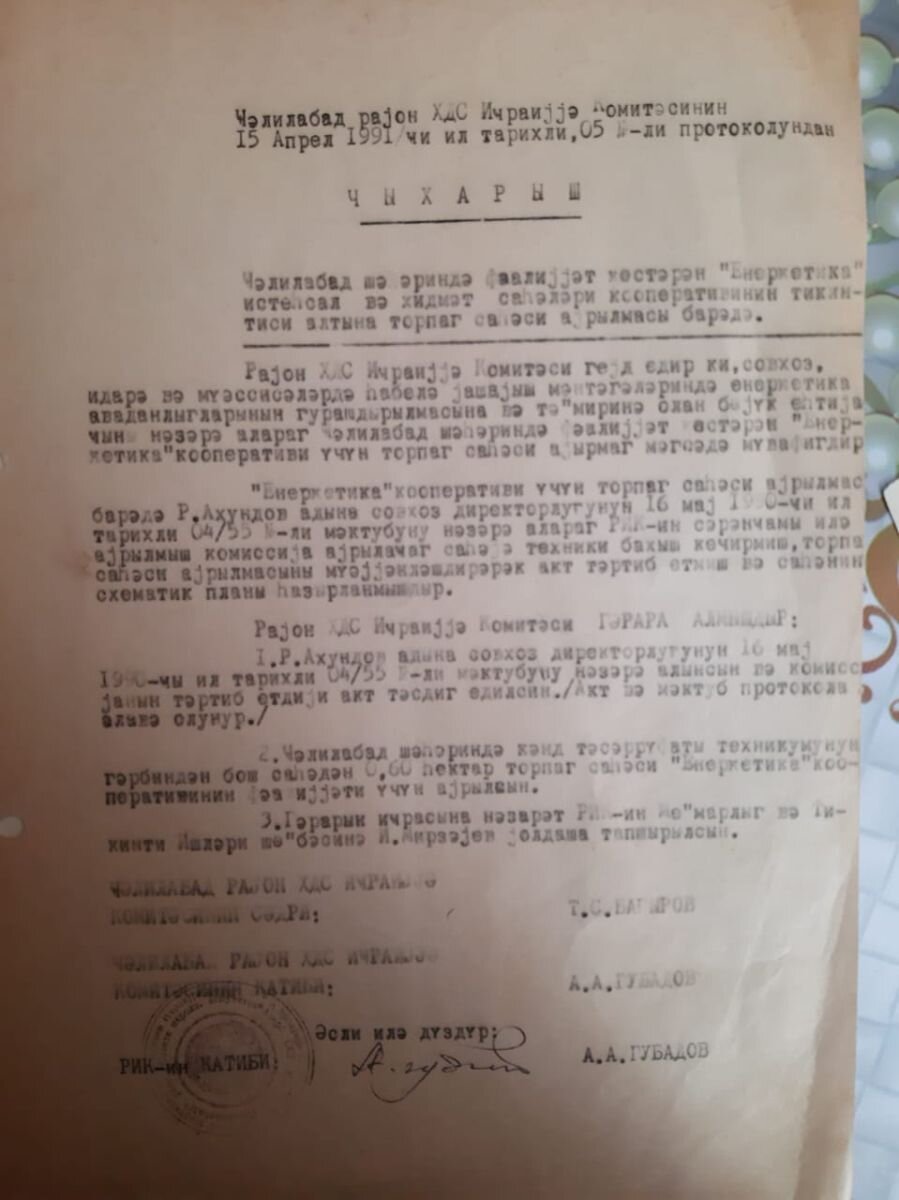 Чәлилабад рајон ХДС Ичраијјә Комитәсинин
15 Апрел 1991/чи ил тарихли,05 №-ли протоколундан
ЧЫХАРЫШ
Чәлилабад шәһәриндә фәалијјәт көстәрән "Енеркетика"
истеһсал вә хидмәт саһәләри кооперативинин тикин-
тиси алтына торпаг саһәси ајрылмасы барәдә.
Рајон ХДС Ичраијјә Комитәси гејд едир ки,совхоз,
идарә вә мүәссисәләрдә һабелә јашајыш мәнтәгәләриндә енеркетика
аваданлыгларынын гурашдырылмасына вә тә"миринә олан бөјүк еһтија
чыны нәзәрә алараг Чәлилабад шәһәриндә фәалијјәт көстәрән "Енер-
кетика"кооперативи үчүн торпаг саһәси ајырмаг мәгсәдә мүвафигдир
"Енеркетика"кооперативи үчүн торпаг саһәси ајрылмас
барәдә Р.Ахундов адына совхоз директорлугунун 16 мај 1990-чи ил
тарихли 04/55 №-ли мәктубуну нәзәрә алараг РИК-ин сәрәнчамы илә
ајрылмыш комиссија ајрылачаг саһәјә техники бахыш кечирмиш,торпа
саһәси ајрылмасыны мүәјјәнләшдирәрәк акт тәртиб етмиш вә саһәнин
схематик планы һазырланмышдыр.
Рајон ХДС Ичраијјә Комитәси ГӘРАРА АЛМЫШДЫР:
1.Р.Ахундов адына совхоз директорлугунун 16 мај
1990-чы ил тарихли 04/55 №-ли мәктубуну нәзәрә алынсын вә комисс
јанын тәртиб етдији акт тәсдиг едилсин./Акт вә мәктуб протокола
әлавә олунур./
2.Чәлилабад шәһәриндә кәнд тәсәррүфаты техникумунун
гәрбиндән бош саһәдән 0,60 һектар торпаг саһәси "Енеркетика"коо-
перативинин фәалијјәти үчүн ајрылсын.
3.Гәрарын ичрасына нәзарәт РИК-ин Ме"марлыг вә Ти-
кинти Ишләри шө"бәсинә И.Мирзәјев јолдаша тапшырылсын.
ЧӘЛИЛАБАД РАЈОН ХДС ИЧРАИЈЈӘ
КОМИТӘСИНИН СӘДРИ: Т.С.БАГЫРОВ
ЧӘЛИЛАБАД РАЈОН ХДС ИЧРАИЈЈӘ
КОМИТӘСИНИН КАТИБИ: А.А.ГУБАДОВ
Әсли илә дүздүр:
РИК-ин КАТИБИ: А.А.ГУБАДОВ